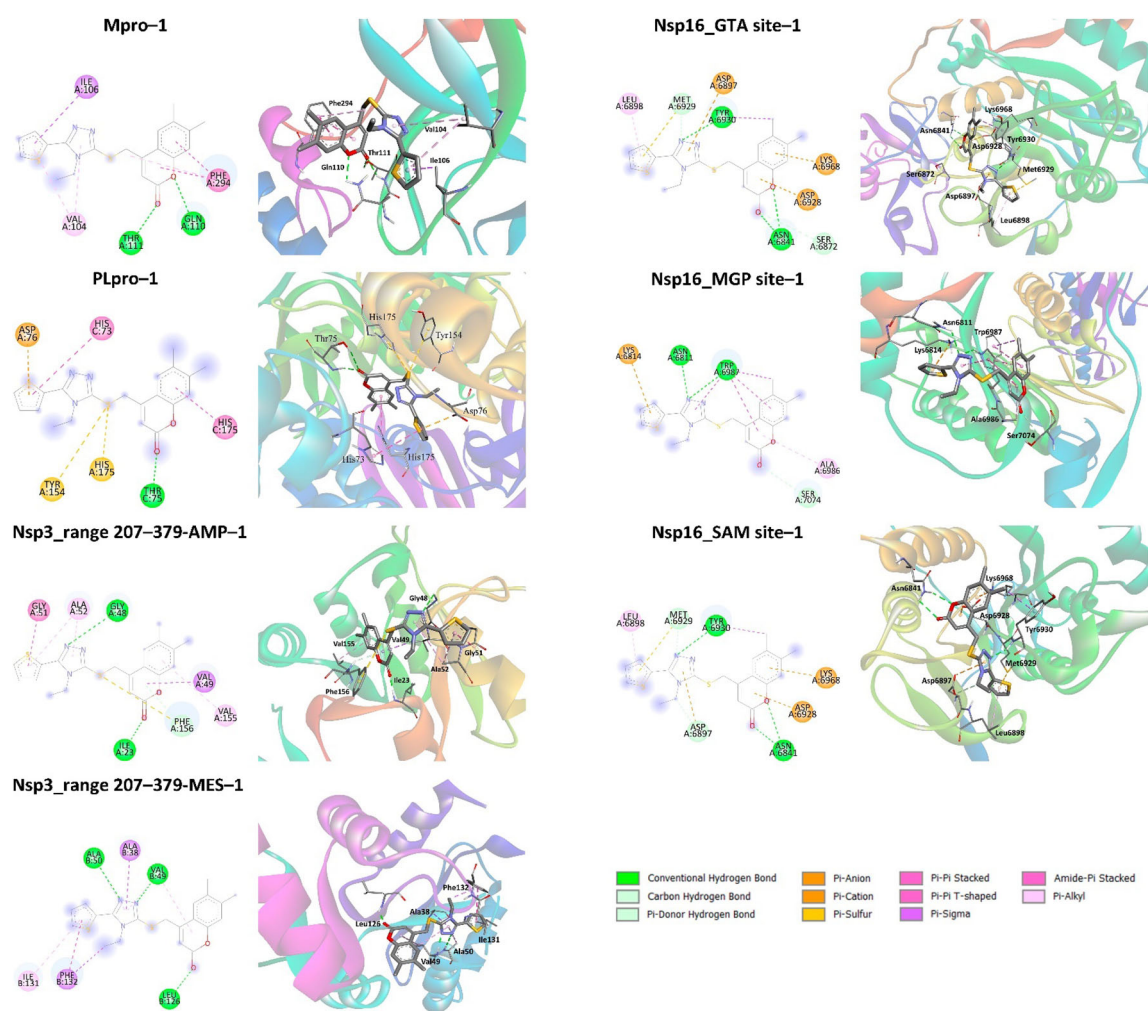 Mpro–1
ILE
A:106
VAL
A:104
THR
A:111
GLN
A:110
PHE
A:294
Phe294
Val104
Thr111
Gln110
Ile106
Nsp16_GTA site–1
LEU
A:6898
MET
A:6929
ASP
A:6897
TYR
A:6930
LYS
A:6968
ASP
A:6928
ASN
A:6841
SER
A:6872
Lys6968
Asn6841
Tyr6930
Asp6928
Ser6872
Met6929
Asp6897
Leu6898
PLpro–1
ASP
A:76
HIS
C:73
HIS
C:175
HIS
A:175
TYR
A:154
THR
C:75
His175
Thr75
Tyr154
Asp76
His73
His175
Nsp16_MGP site–1
LYS
A:6814
ASN
A:6811
TRP
A:6987
ALA
A:6986
SER
A:7074
Asn6811
Trp6987
Lys6814
Ala6986
Ser7074
Nsp3_range 207–379-AMP–1
GLY
A:51
ALA
A:52
GLY
A:48
VAL
A:49
VAL
A:155
PHE
A:156
ILE
A:23
Gly48
Val155
Val49
Gly51
Ala52
Ile23
Phe156
Nsp16_SAM site–1
LEU
A:6898
MET
A:6929
TYR
A:6930
LYS
A:6968
ASP
A:6928
ASP
A:6897
ASN
A:6841
Asn6841
Lys6968
Asp6928
Tyr6930
Met6929
Asp6897
Leu6898
Nsp3_range 207–379-MES–1
ALA
B:50
ALA
B:38
VAL
B:49
ILE
B:131
PHE
B:132
LEU
B:126
Phe132
Ala38
Leu126
Ile131
Ala50
Val49
Conventional Hydrogen Bond
Carbon Hydrogen Bond
Pi-Donor Hydrogen Bond
Pi-Anion
Pi-Cation
Pi-Sulfur
Pi-Pi Stacked
Pi-Pi T-shaped
Pi-Sigma
Amide-Pi Stacked
Pi-Alkyl